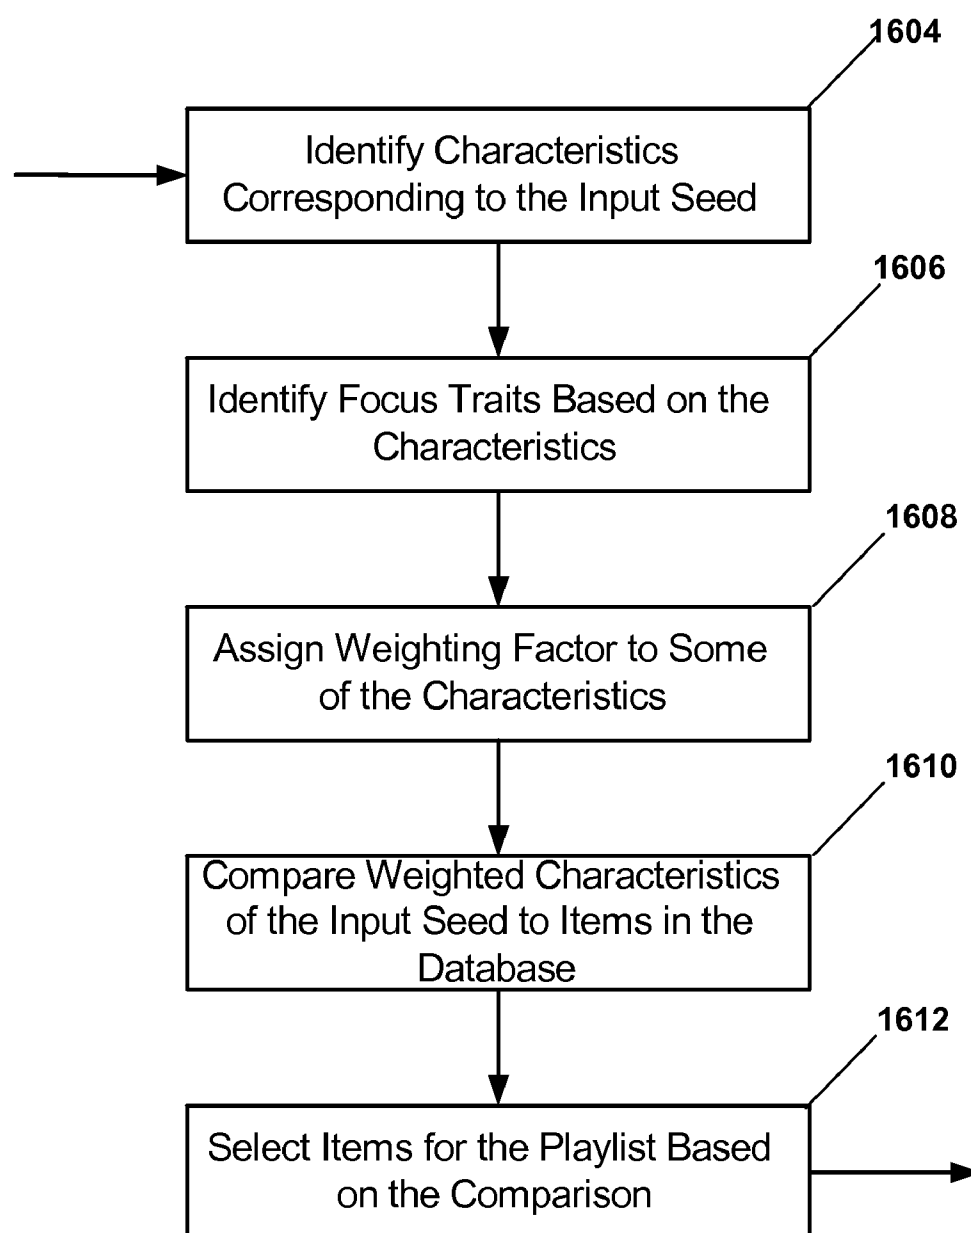 1604
Identify Characteristics
Corresponding to the Input Seed
1606
Identify Focus Traits Based on the
Characteristics
1608
Assign Weighting Factor to Some
of the Characteristics
1610
Compare Weighted Characteristics
of the Input Seed to Items in the
Database
1612
Select Items for the Playlist Based
on the Comparison